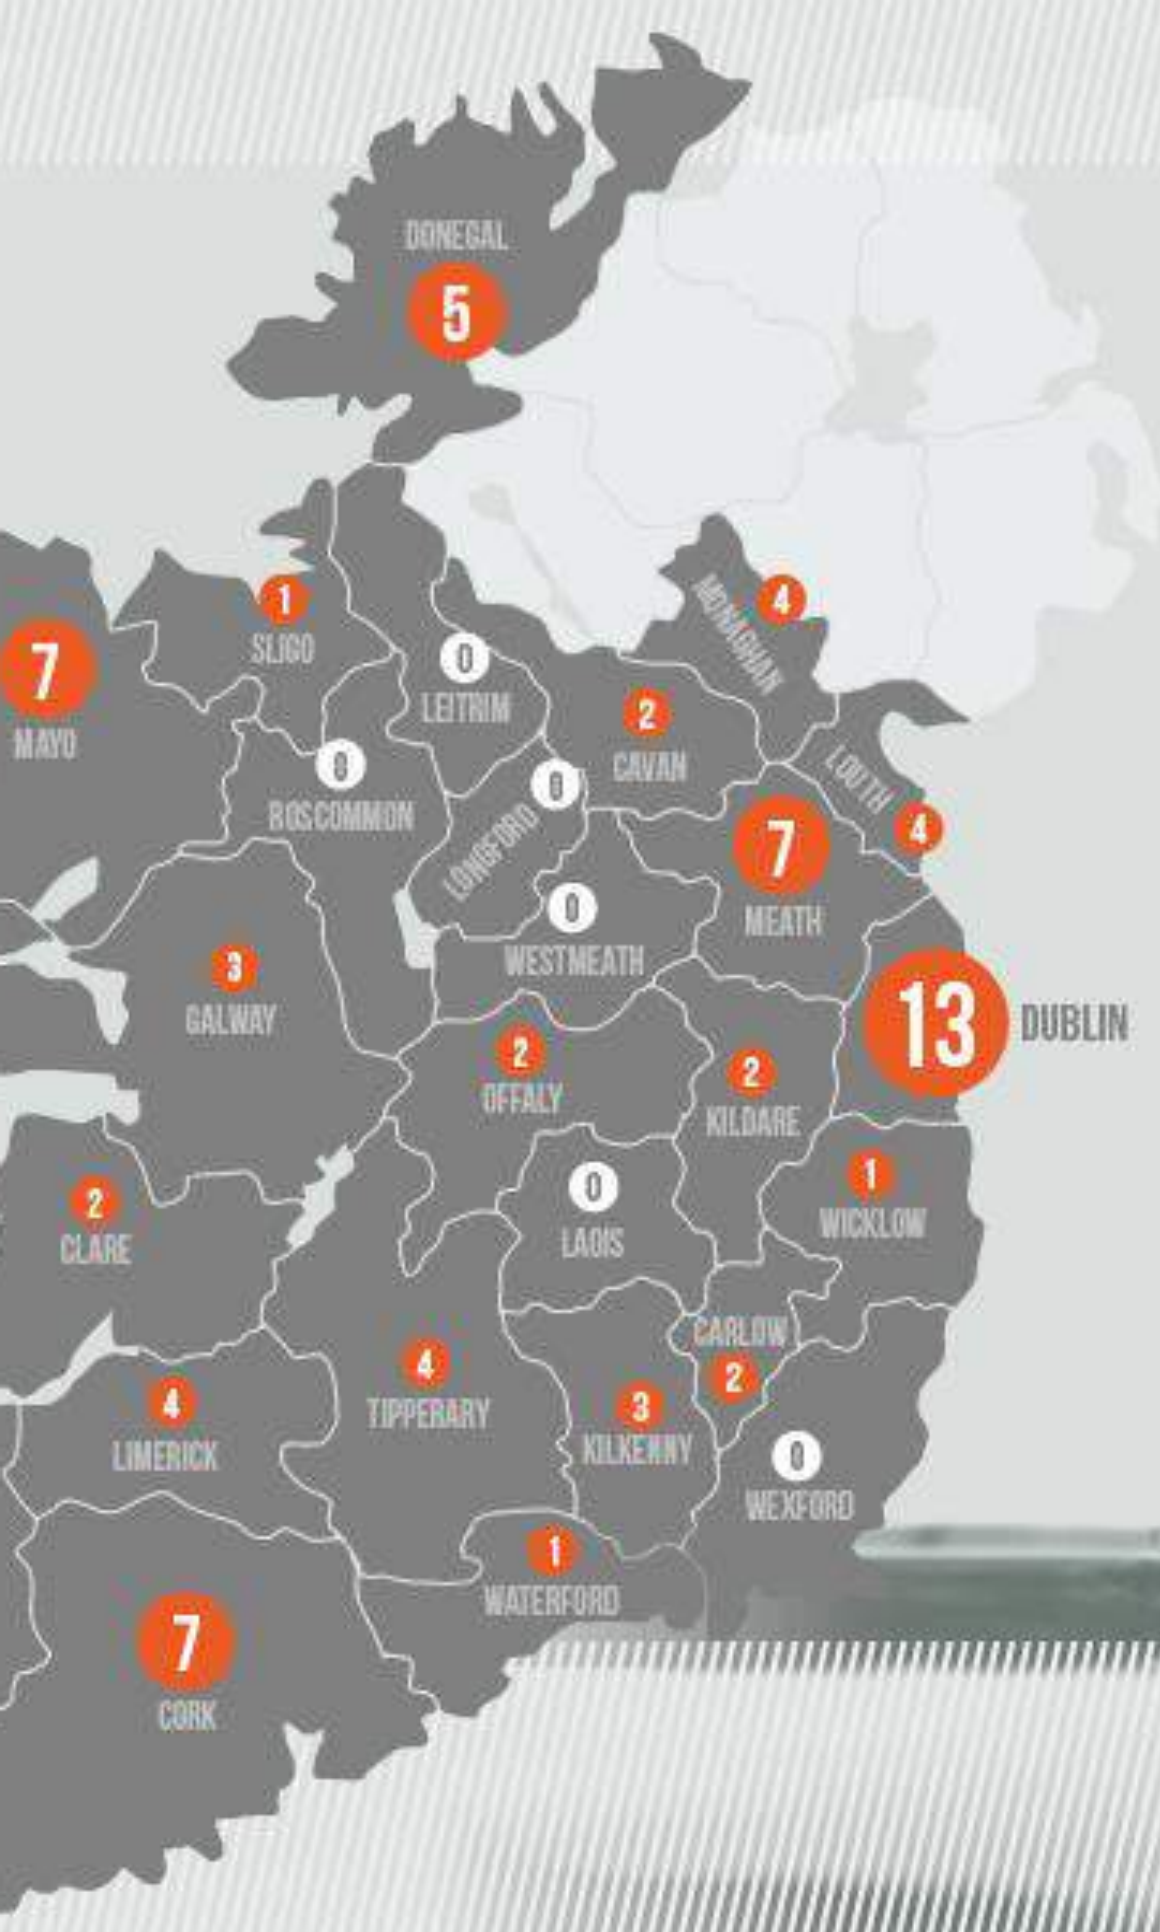 DONEGAL
5
1
SLIGO
7
MAYO
0
LEITRIM
4
MONAGHAN
2
CAVAN
0
ROSCOMMON
0
LONGFORD
LOUTH
4
7
MEATH
0
WESTMEATH
3
GALWAY
13
DUBLIN
2
OFFALY
2
KILDARE
2
CLARE
0
LAOIS
1
WICKLOW
4
TIPPERARY
CARLOW
2
4
LIMERICK
3
KILKENNY
0
WEXFORD
1
WATERFORD
7
CORK